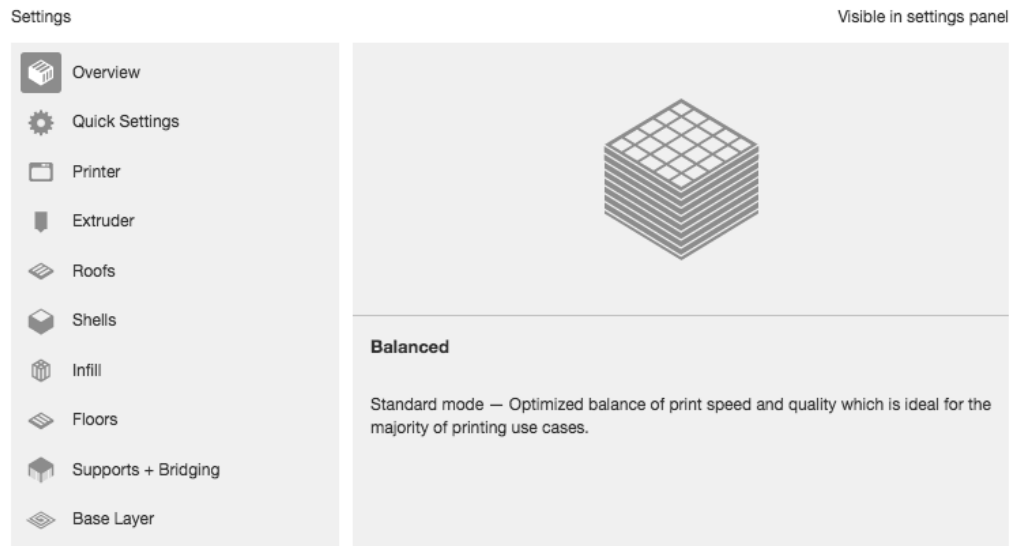 Settings
Visible in settings panel
Overview
Quick Settings
Printer
Extruder
Roofs
Shells
Infill
Floors
Supports + Bridging
Base Layer
Balanced
Standard mode — Optimized balance of print speed and quality which is ideal for the
majority of printing use cases.